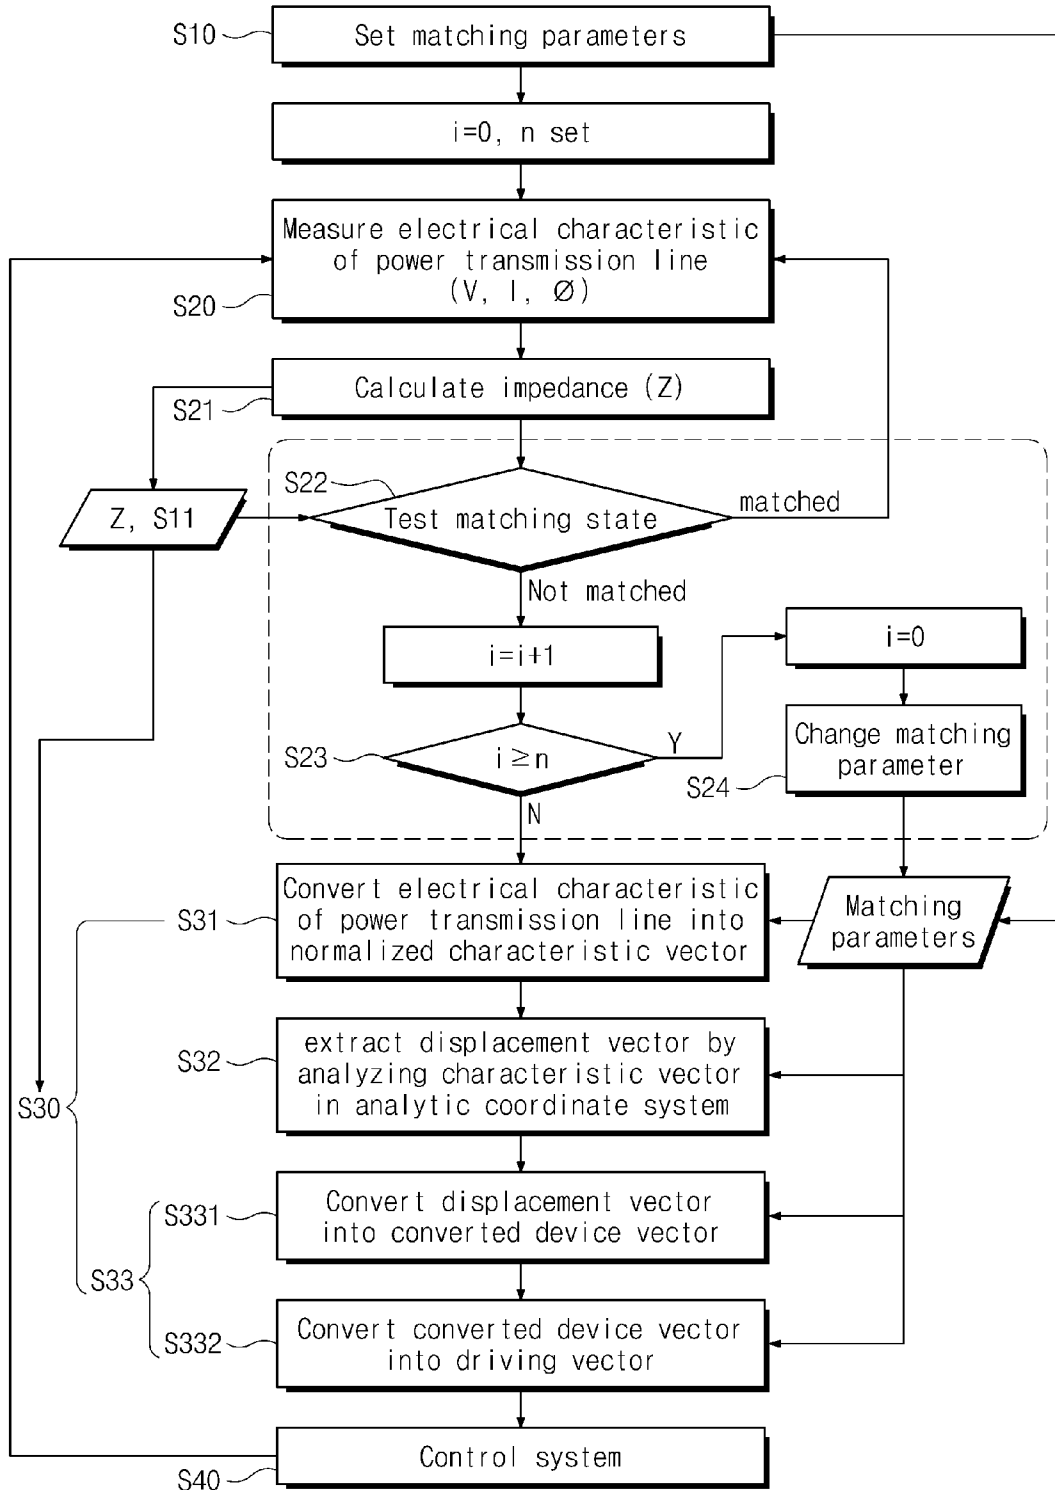 S10
Set matching parameters
i=0, n set
Measure electrical characteristic
of power transmission line
(V, I, Ø)
S20
Calculate impedance (Z)
S21
S22
Z, S11
Test matching state
matched
Not matched
i=i+1
i=0
S23
i≥n
Y
Change matching
parameter
S24
N
S31
Convert electrical characteristic
of power transmission line into
normalized characteristic vector
Matching
parameters
S32
extract displacement vector by
analyzing characteristic vector
in analytic coordinate system
S30
S331
Convert displacement vector
into converted device vector
S33
S332
Convert converted device vector
into driving vector
Control system
S40